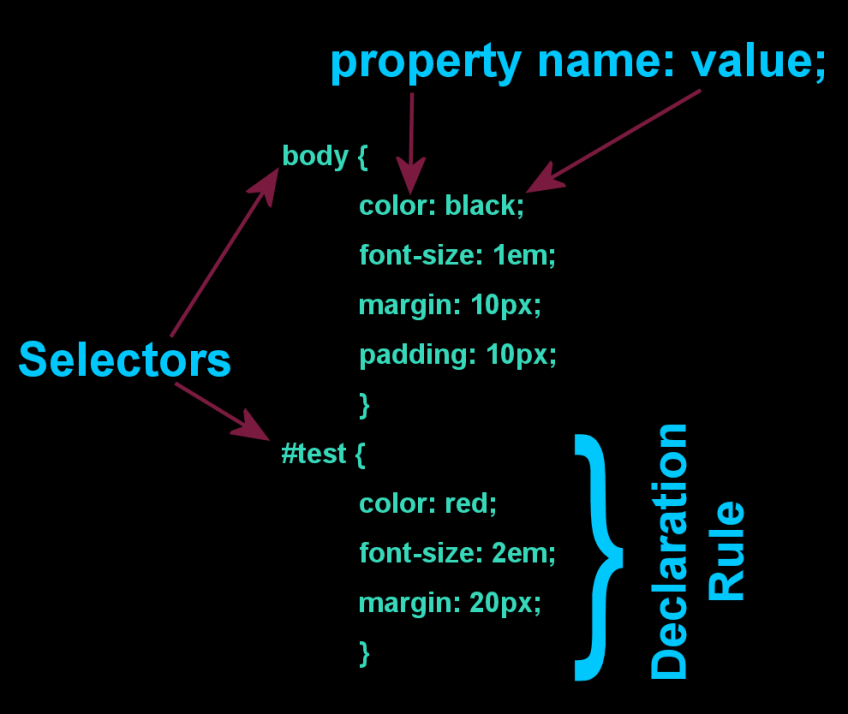 property name: value;
body {
color: black;
font-size: 1em;
margin: 10px;
padding: 10px;
}
Selectors
#test {
color: red;
font-size: 2em;
margin: 20px;
}
Declaration
Rule